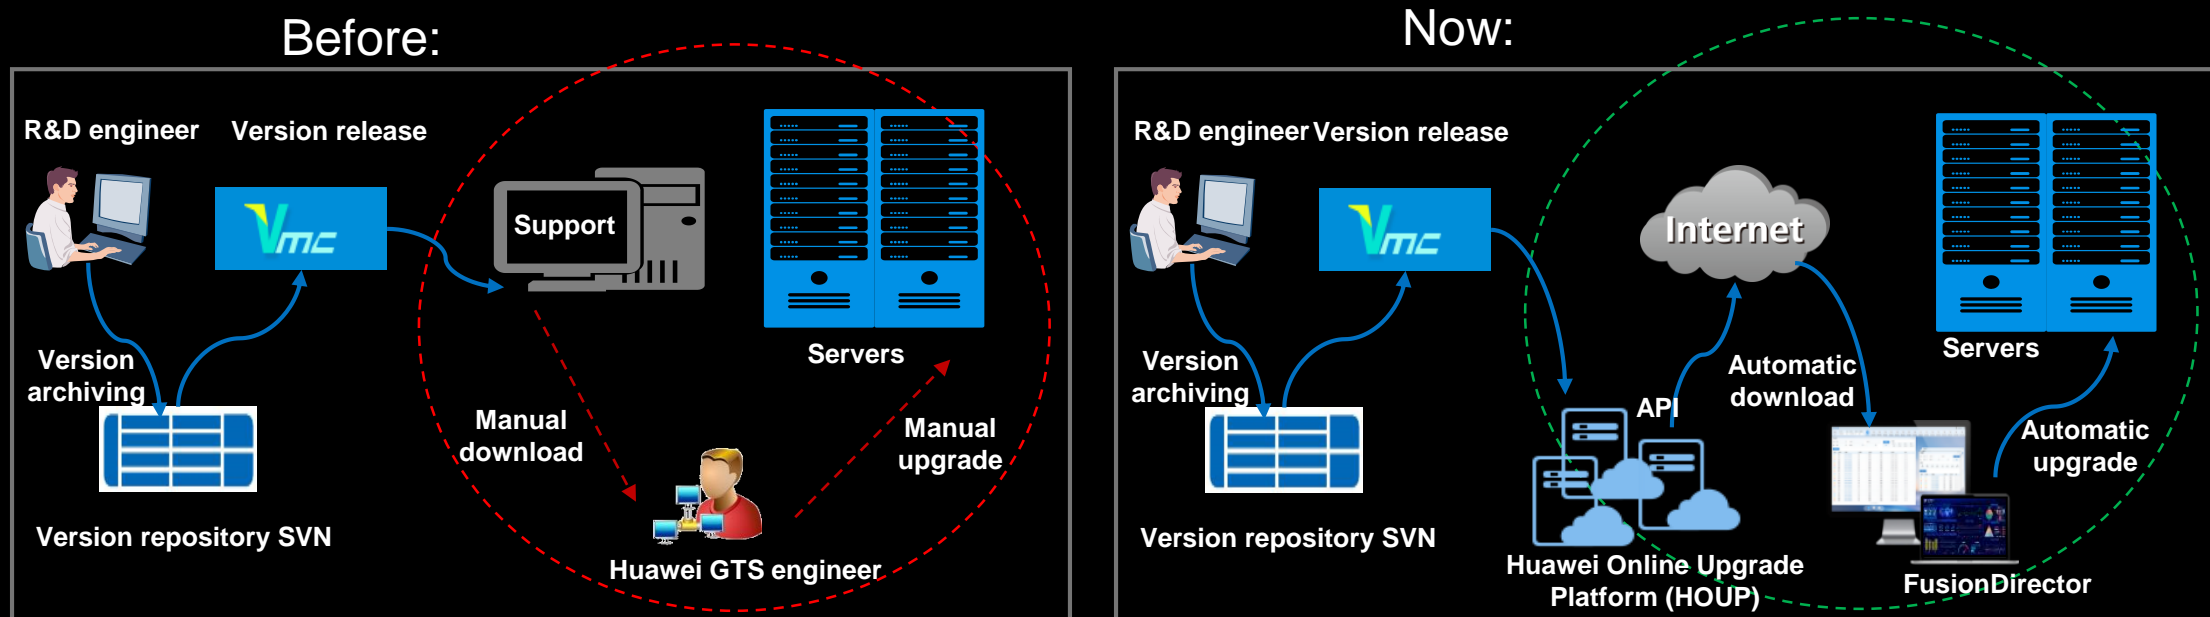 Before:
R&D engineer
Version release
Vmc
Support
Servers
Version
archiving
Manual
download
Manual
upgrade
Version repository SVN
Huawei GTS engineer
Now:
R&D engineer
Version release
Vmc
Internet
Servers
Version
archiving
API
Automatic
download
Automatic
upgrade
Version repository SVN
Huawei Online Upgrade
Platform (HOUP)
FusionDirector